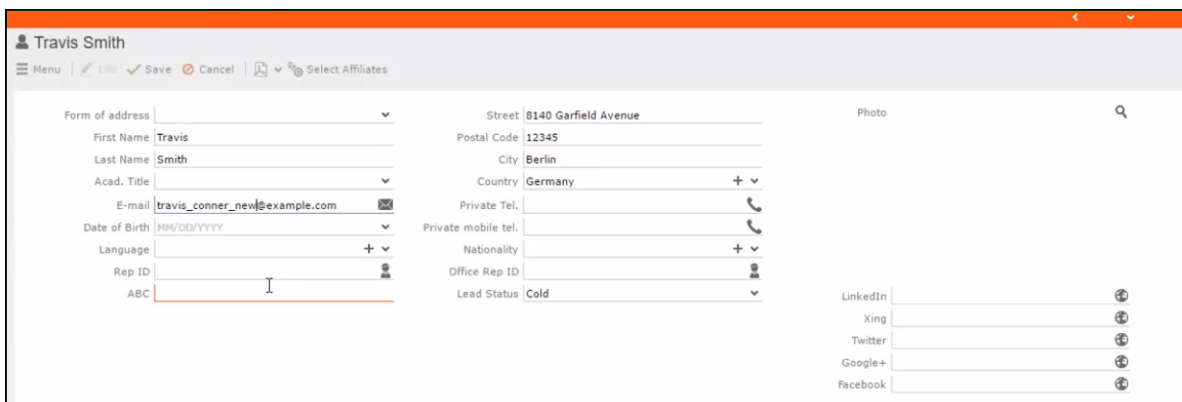 Travis Smith
Menu Edit Save Cancel Select Affiliates
Form of address
First Name Travis
Last Name Smith
Acad. Title
E-mail travis_conner_new@example.com
Date of Birth MM/DD/YYYY
Language
Rep ID
ABC
Street 8140 Garfield Avenue
Postal Code 12345
City Berlin
Country Germany
Private Tel.
Private mobile tel.
Nationality
Office Rep ID
Lead Status Cold
Photo
LinkedIn
Xing
Twitter
Google+
Facebook